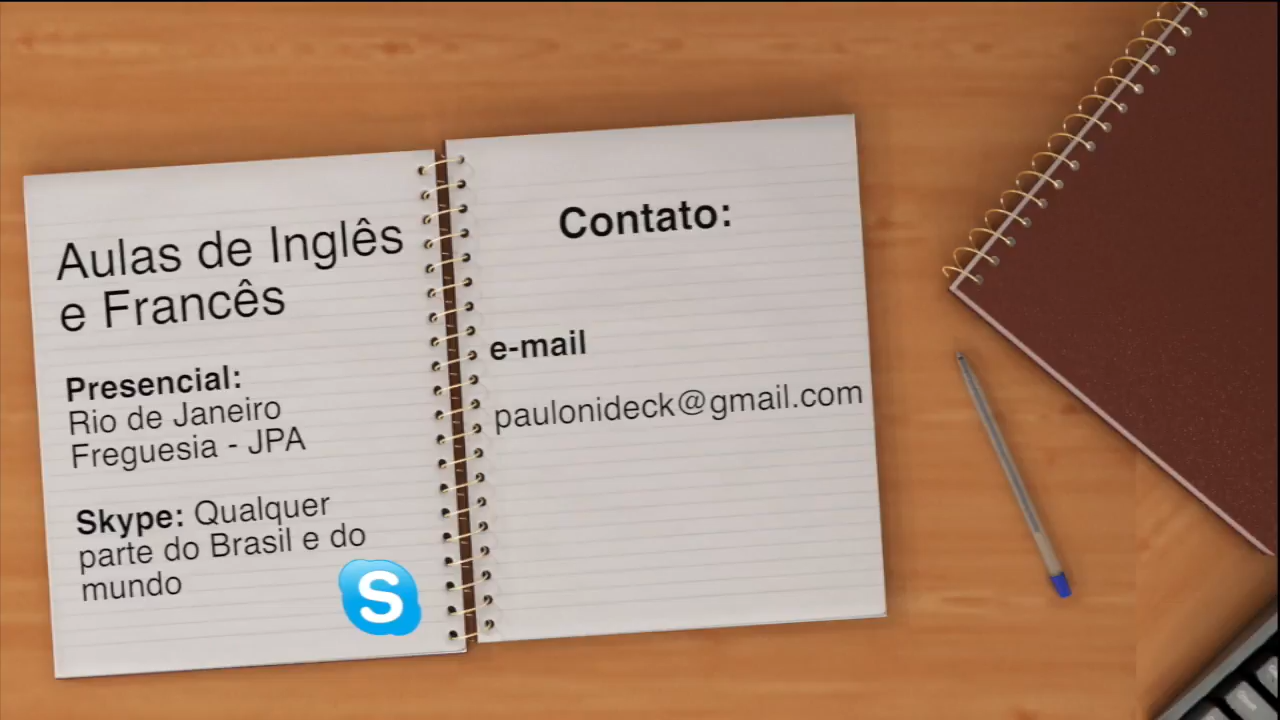 Aulas de Inglês
e Francês
Presencial:
Rio de Janeiro
Freguesia - JPA
Skype: Qualquer
parte do Brasil e do
mundo
S
Contato:
e-mail
paulonideck@gmail.com